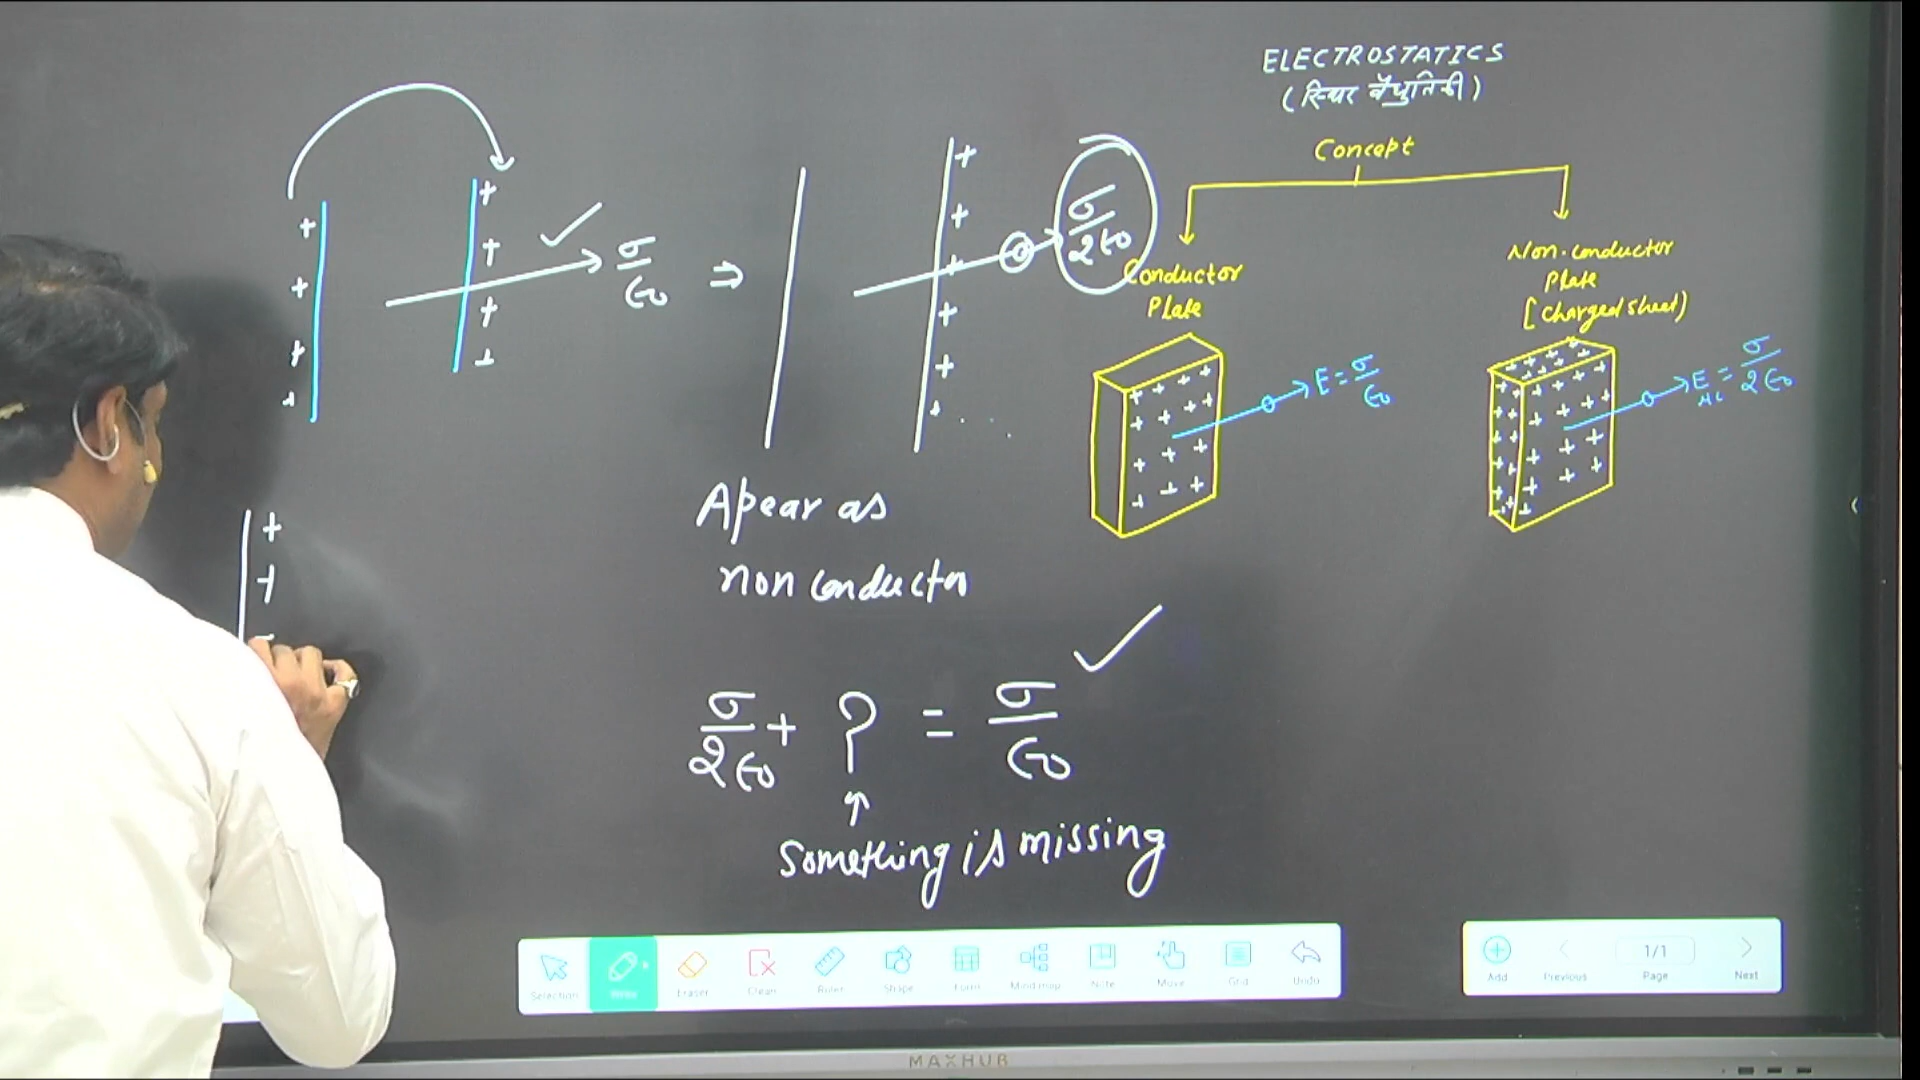 ELECTROSTATICS
(स्थिर वैद्युतिकी)
Concept
Conductor
Plate
Non-conductor
Plate
[Charged sheet)
E = σ/ϵ0
E = σ/2ϵ0
+
+
+
+
+
+
+
+
σ/ϵ0 ⇒
+
+
+
+
+
+
σ/2ϵ0
Apear as
non conductor
+
+
σ/2ϵ0 + ? = σ/ϵ0
Something is missing
Selection
Write
Eraser
Clean
Ruler
Shape
Form
Mind map
Note
Move
Grid
Undo
Add
Previous
1/1
Page
Next
MAXHUB